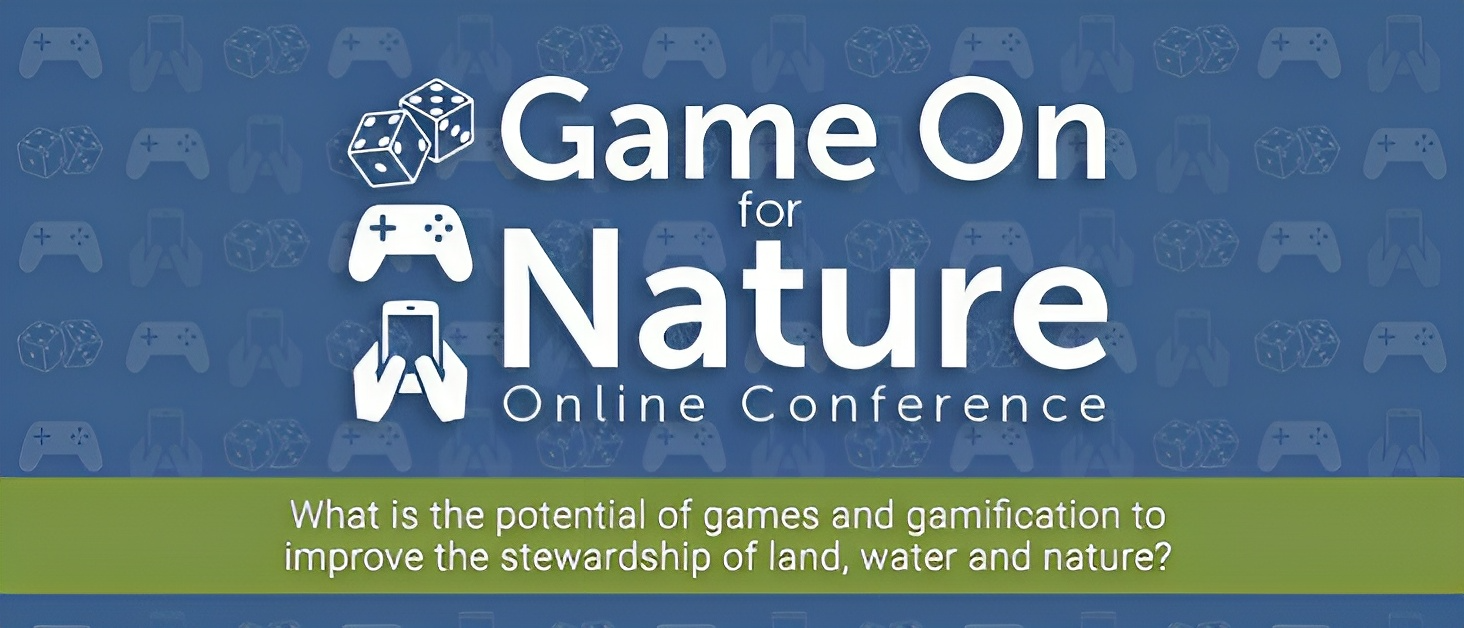 Game On
for
Nature
Online Conference
What is the potential of games and gamification to
improve the stewardship of land, water and nature?